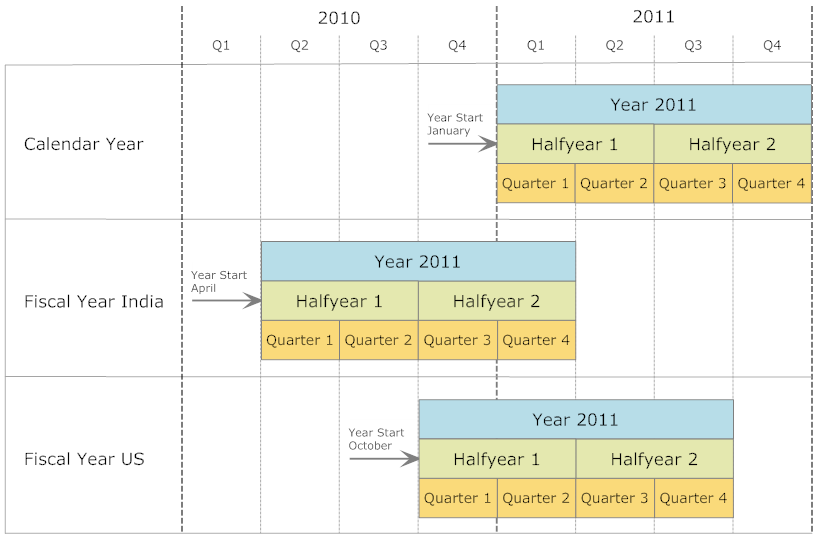 2010 2011
Q1 Q2 Q3 Q4 Q1 Q2 Q3 Q4
Calendar Year
Year Start
January
Year 2011
Halfyear 1 Halfyear 2
Quarter 1 Quarter 2 Quarter 3 Quarter 4
Fiscal Year India
Year Start
April
Year 2011
Halfyear 1 Halfyear 2
Quarter 1 Quarter 2 Quarter 3 Quarter 4
Fiscal Year US
Year Start
October
Year 2011
Halfyear 1 Halfyear 2
Quarter 1 Quarter 2 Quarter 3 Quarter 4